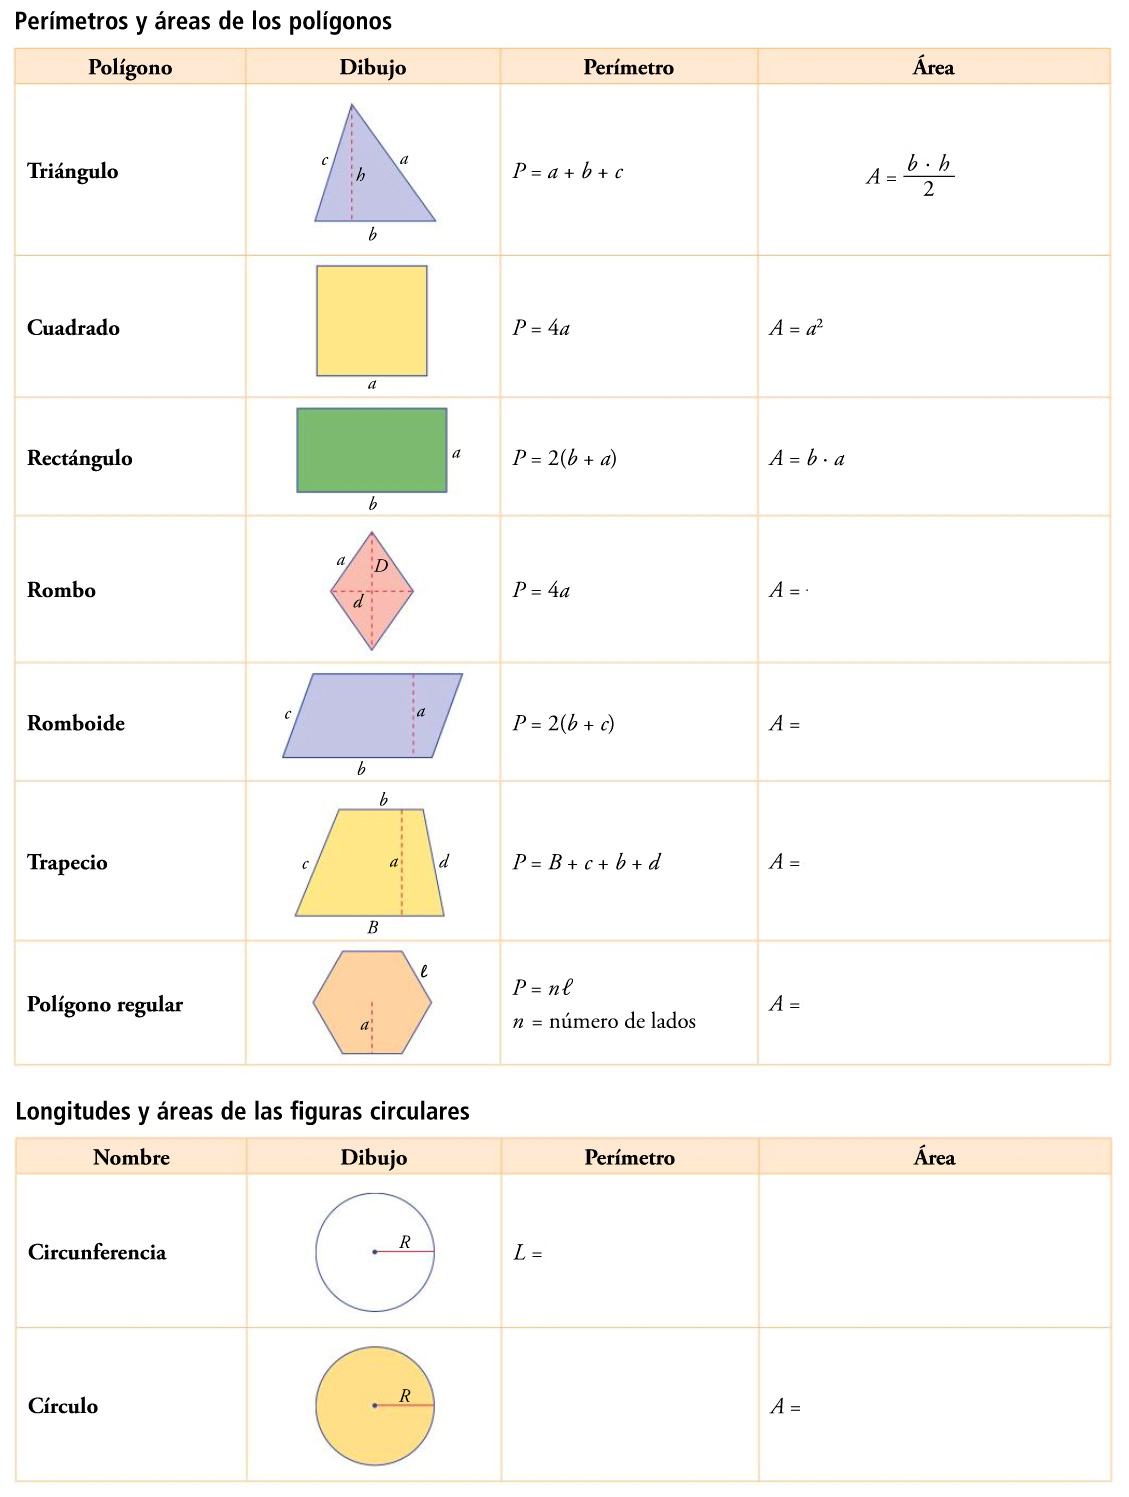 Perímetros y áreas de los polígonos
Polígono Dibujo Perímetro Área
Triángulo
c
h
a
b
P = a + b + c
A = b · h / 2
Cuadrado
a
P = 4a
A = a²
Rectángulo
a
b
P = 2(b + a)
A = b · a
Rombo
a
D
d
P = 4a
A = ·
Romboide
c
a
b
P = 2(b + c)
A =
Trapecio
b
c
a
d
B
P = B + c + b + d
A =
Polígono regular
ℓ
a
P = nℓ
n = número de lados
A =
Longitudes y áreas de las figuras circulares
Nombre Dibujo Perímetro Área
Circunferencia
R
L =
Círculo
R
A =